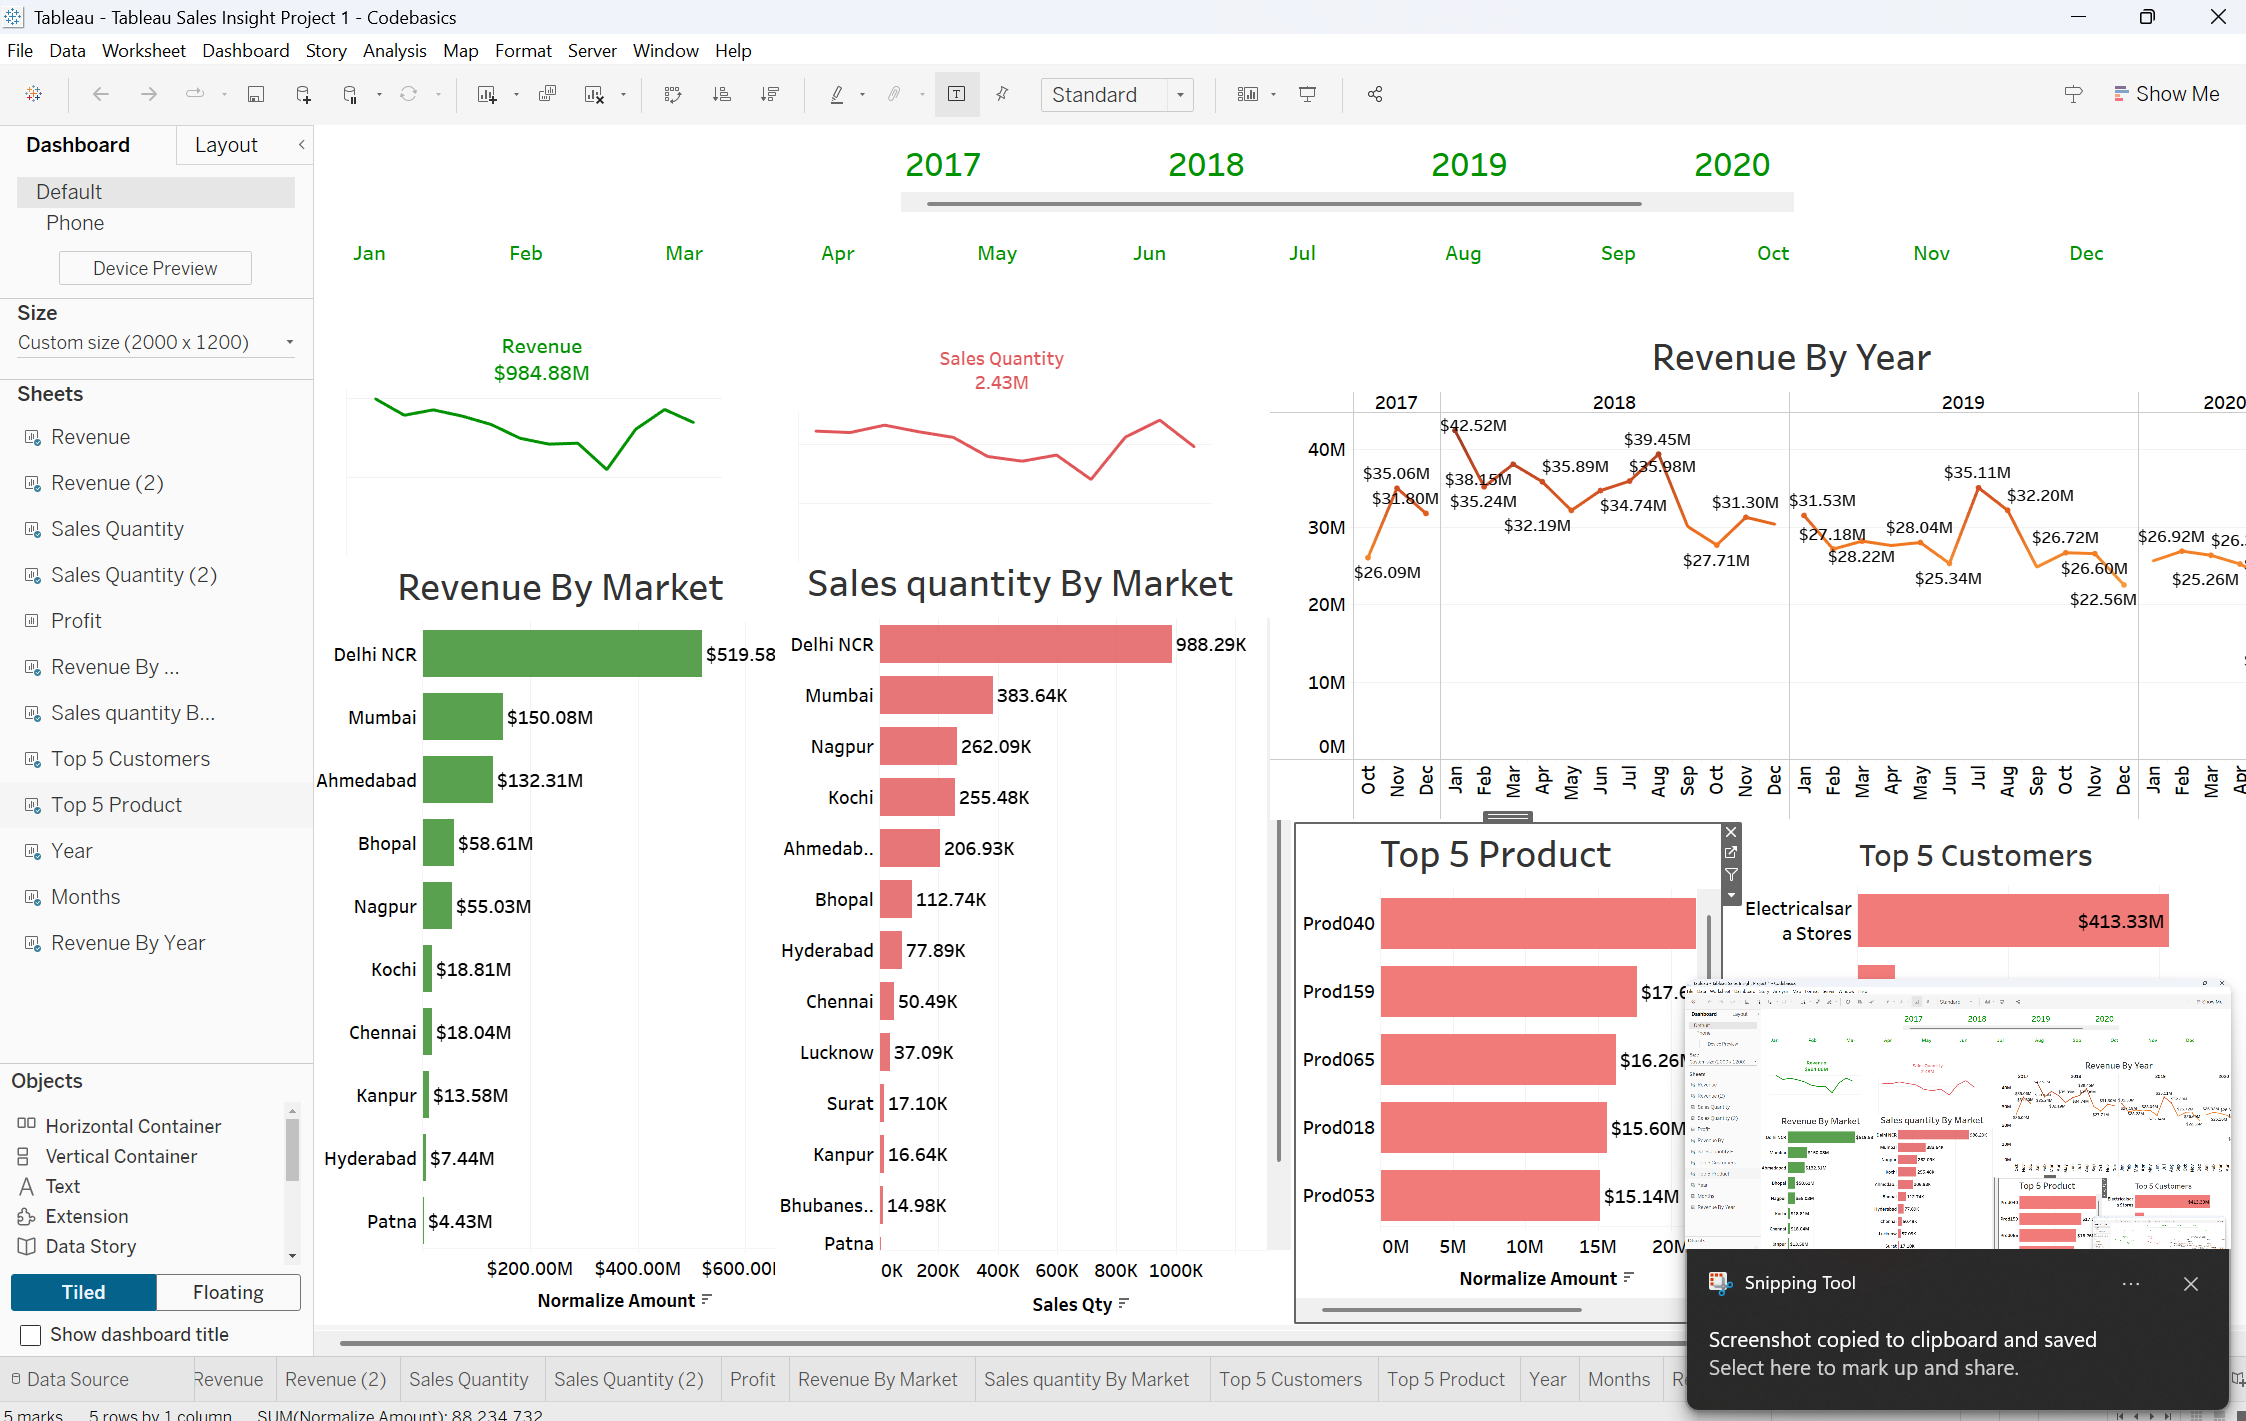 Tableau - Tableau Sales Insight Project 1 - Codebasics
File Data Worksheet Dashboard Story Analysis Map Format Server Window Help
Standard
Show Me
Dashboard
Layout
Default
Phone
Device Preview
Size
Custom size (2000 x 1200)
Sheets
Revenue
Revenue (2)
Sales Quantity
Sales Quantity (2)
Profit
Revenue By ...
Sales quantity B...
Top 5 Customers
Top 5 Product
Year
Months
Revenue By Year
Objects
Horizontal Container
Vertical Container
Text
Extension
Data Story
Tiled
Floating
Show dashboard title
2017 2018 2019 2020
Jan Feb Mar Apr May Jun Jul Aug Sep Oct Nov Dec
Revenue
$984.88M
Sales Quantity
2.43M
Revenue By Market
Delhi NCR $519.58
Mumbai $150.08M
Ahmedabad $132.31M
Bhopal $58.61M
Nagpur $55.03M
Kochi $18.81M
Chennai $18.04M
Kanpur $13.58M
Hyderabad $7.44M
Patna $4.43M
$200.00M $400.00M $600.00
Normalize Amount
Sales quantity By Market
Delhi NCR 988.29K
Mumbai 383.64K
Nagpur 262.09K
Kochi 255.48K
Ahmedab.. 206.93K
Bhopal 112.74K
Hyderabad 77.89K
Chennai 50.49K
Lucknow 37.09K
Surat 17.10K
Kanpur 16.64K
Bhubanes.. 14.98K
Patna
0K 200K 400K 600K 800K 1000K
Sales Qty
Revenue By Year
2017 2018 2019 2020
40M
30M
20M
10M
0M
$35.06M
$31.80M
$26.09M
$42.52M
$38.15M
$35.24M
$32.19M
$35.89M
$39.45M
$35.98M
$34.74M
$31.30M
$27.71M
$31.53M
$27.18M
$28.22M
$28.04M
$25.34M
$35.11M
$32.20M
$26.72M
$26.60M
$22.56M
$26.92M
$26.
$25.26M
Oct Nov Dec Jan Feb Mar Apr May Jun Jul Aug Sep Oct Nov Dec Jan Feb Mar Apr May Jun Jul Aug Sep Oct Nov Dec Jan Feb Mar Apr
Top 5 Product
Prod040
Prod159 $17.6
Prod065 $16.26M
Prod018 $15.60M
Prod053 $15.14M
0M 5M 10M 15M 20M
Normalize Amount
Top 5 Customers
Electricalsar
a Stores
$413.33M
Snipping Tool
Screenshot copied to clipboard and saved
Select here to mark up and share.
Data Source Revenue Revenue (2) Sales Quantity Sales Quantity (2) Profit Revenue By Market Sales quantity By Market Top 5 Customers Top 5 Product Year Months
5 marks 5 rows by 1 column SUM(Normalize Amount): 88,234,732